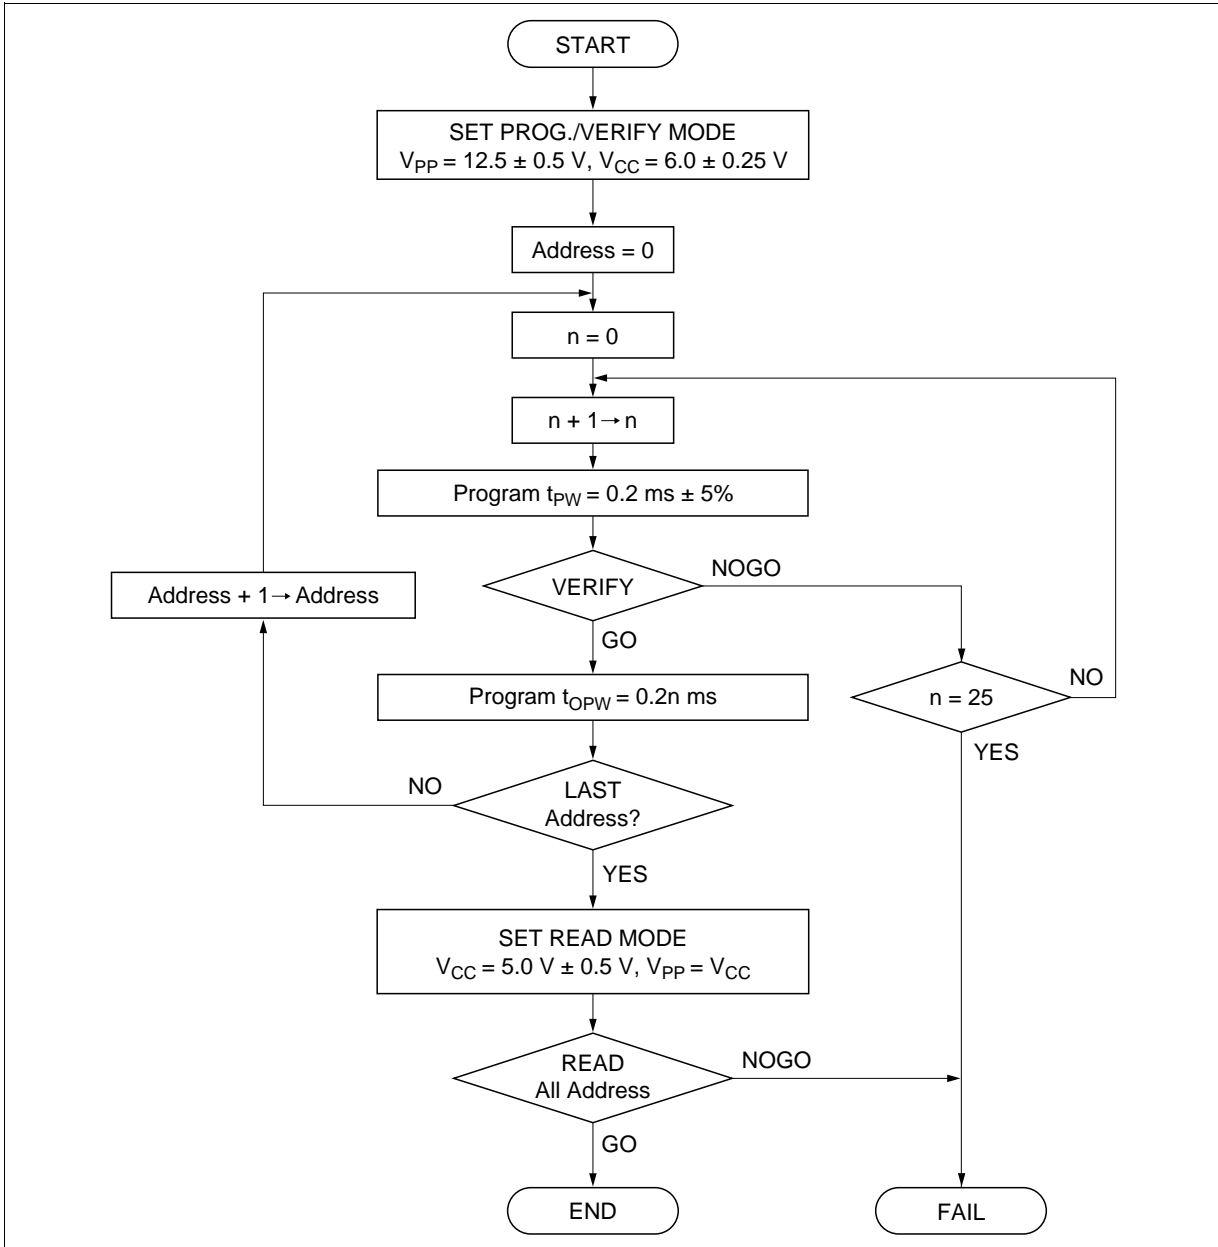 START
SET PROG./VERIFY MODE
VPP = 12.5 ± 0.5 V, VCC = 6.0 ± 0.25 V
Address = 0
n = 0
n + 1→ n
Program tPW = 0.2 ms ± 5%
VERIFY
NOGO
Address + 1→ Address
GO
Program tOPW = 0.2n ms
n = 25
NO
YES
NO
LAST
Address?
YES
SET READ MODE
VCC = 5.0 V ± 0.5 V, VPP = VCC
READ
All Address
NOGO
GO
END
FAIL